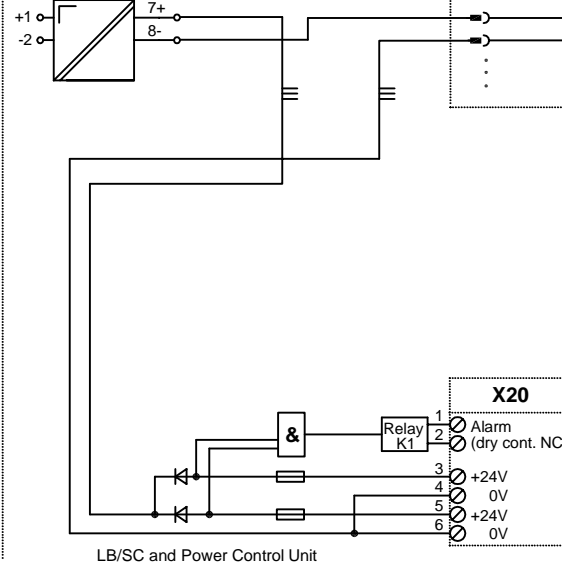 +1
7+
-2
8-
X20
&
Relay
K1
1
Alarm
2
(dry cont. NC
3
+24V
4
0V
5
+24V
6
0V
LB/SC and Power Control Unit